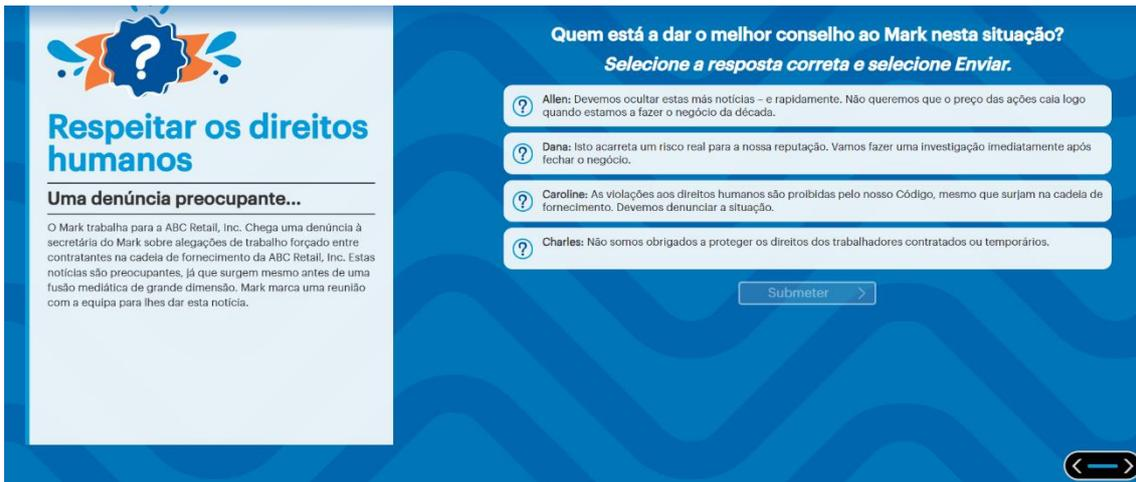 ?
Respeitar os direitos
humanos
Uma denúncia preocupante...
O Mark trabalha para a ABC Retail, Inc. Chega uma denúncia à
secretária do Mark sobre alegações de trabalho forçado entre
contratantes na cadeia de fornecimento da ABC Retail, Inc. Estas
notícias são preocupantes, já que surgem mesmo antes de uma
fusão mediática de grande dimensão. Mark marca uma reunião
com a equipa para lhes dar esta notícia.
Quem está a dar o melhor conselho ao Mark nesta situação?
Selecione a resposta correta e selecione Enviar.
? Allen: Devemos ocultar estas más notícias – e rapidamente. Não queremos que o preço das ações caia logo
quando estamos a fazer o negócio da década.
? Dana: Isto acarreta um risco real para a nossa reputação. Vamos fazer uma investigação imediatamente após
fechar o negócio.
? Caroline: As violações aos direitos humanos são proibidas pelo nosso Código, mesmo que surjam na cadeia de
fornecimento. Devemos denunciar a situação.
? Charles: Não somos obrigados a proteger os direitos dos trabalhadores contratados ou temporários.
Submeter >